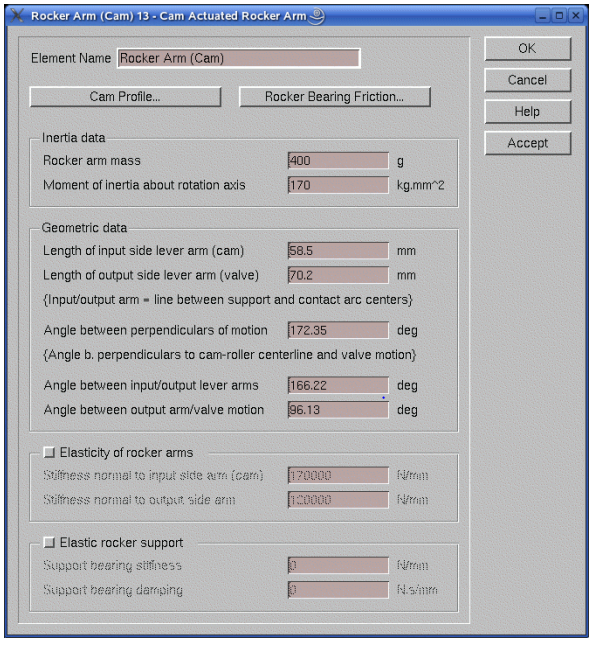 Rocker Arm (Cam) 13 - Cam Actuated Rocker Arm
Element Name Rocker Arm (Cam)
OK
Cancel
Help
Accept
Cam Profile... Rocker Bearing Friction...
Inertia data
Rocker arm mass 400 g
Moment of inertia about rotation axis 170 kg.mm^2
Geometric data
Length of input side lever arm (cam) 58.5 mm
Length of output side lever arm (valve) 70.2 mm
{Input/output arm = line between support and contact arc centers}
Angle between perpendiculars of motion 172.35 deg
{Angle b. perpendiculars to cam-roller centerline and valve motion}
Angle between input/output lever arms 166.22 deg
Angle between output arm/valve motion 96.13 deg
Elasticity of rocker arms
Stiffness normal to input side arm (cam) 170000 N/mm
Stiffness normal to output side arm 120000 N/mm
Elastic rocker support
Support bearing stiffness 0 N/mm
Support bearing damping 0 N.s/mm